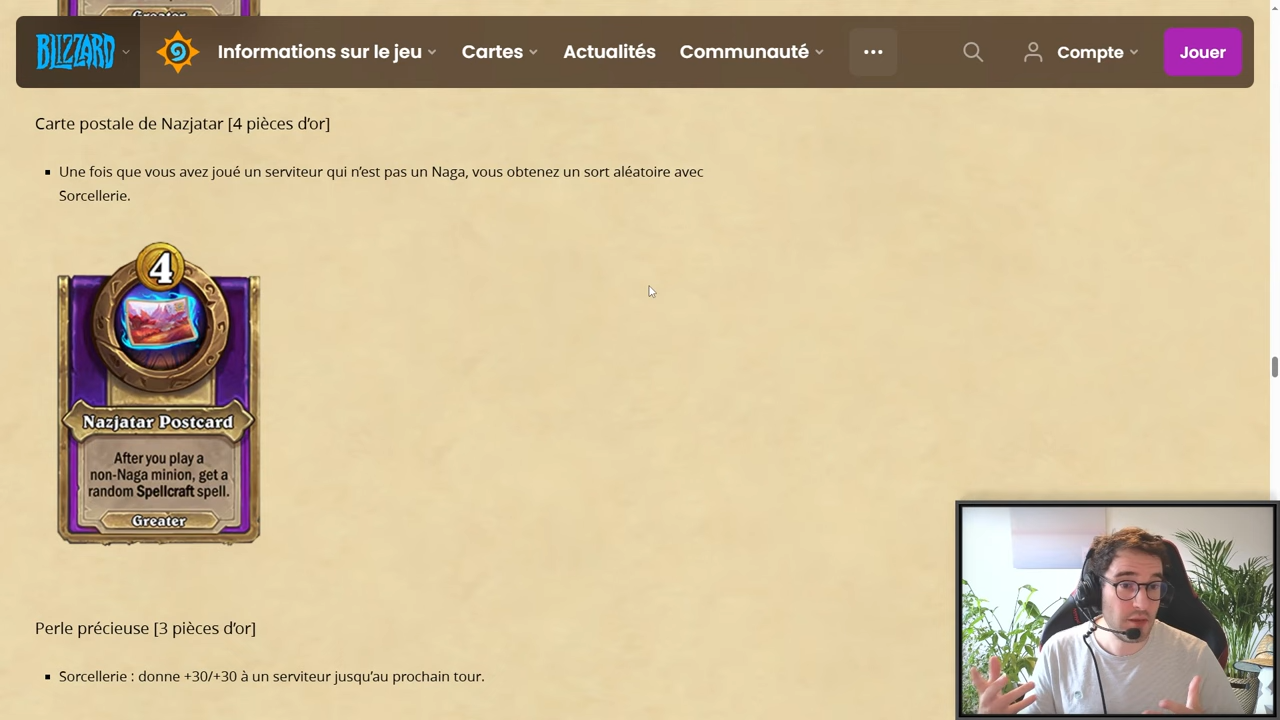 Greater
BLIZZARD
Informations sur le jeu
Cartes
Actualités
Communauté
Compte
Jouer
Carte postale de Nazjatar [4 pièces d’or]
Une fois que vous avez joué un serviteur qui n’est pas un Naga, vous obtenez un sort aléatoire avec
Sorcellerie.
4
Nazjatar Postcard
After you play a
non-Naga minion, get a
random Spellcraft spell.
Greater
Perle précieuse [3 pièces d’or]
Sorcellerie : donne +30/+30 à un serviteur jusqu’au prochain tour.